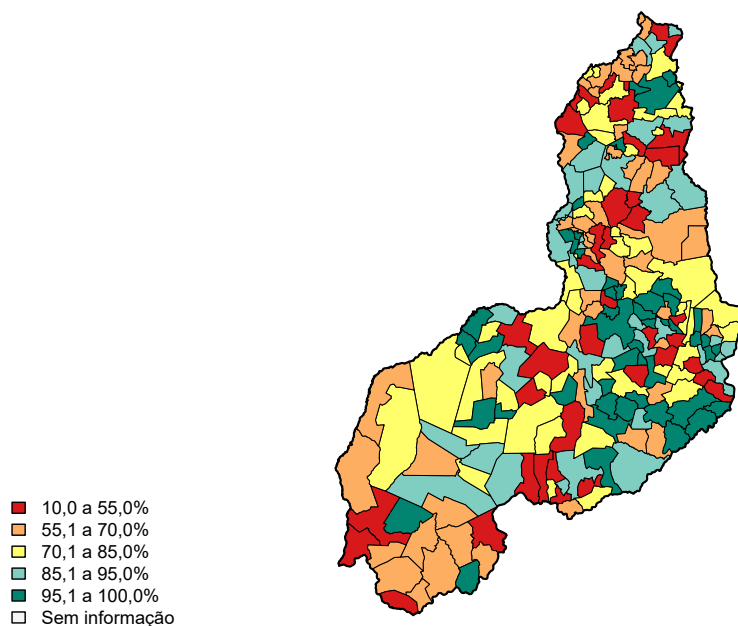 10,0 a 55,0%
55,1 a 70,0%
70,1 a 85,0%
85,1 a 95,0%
95,1 a 100,0%
Sem informação